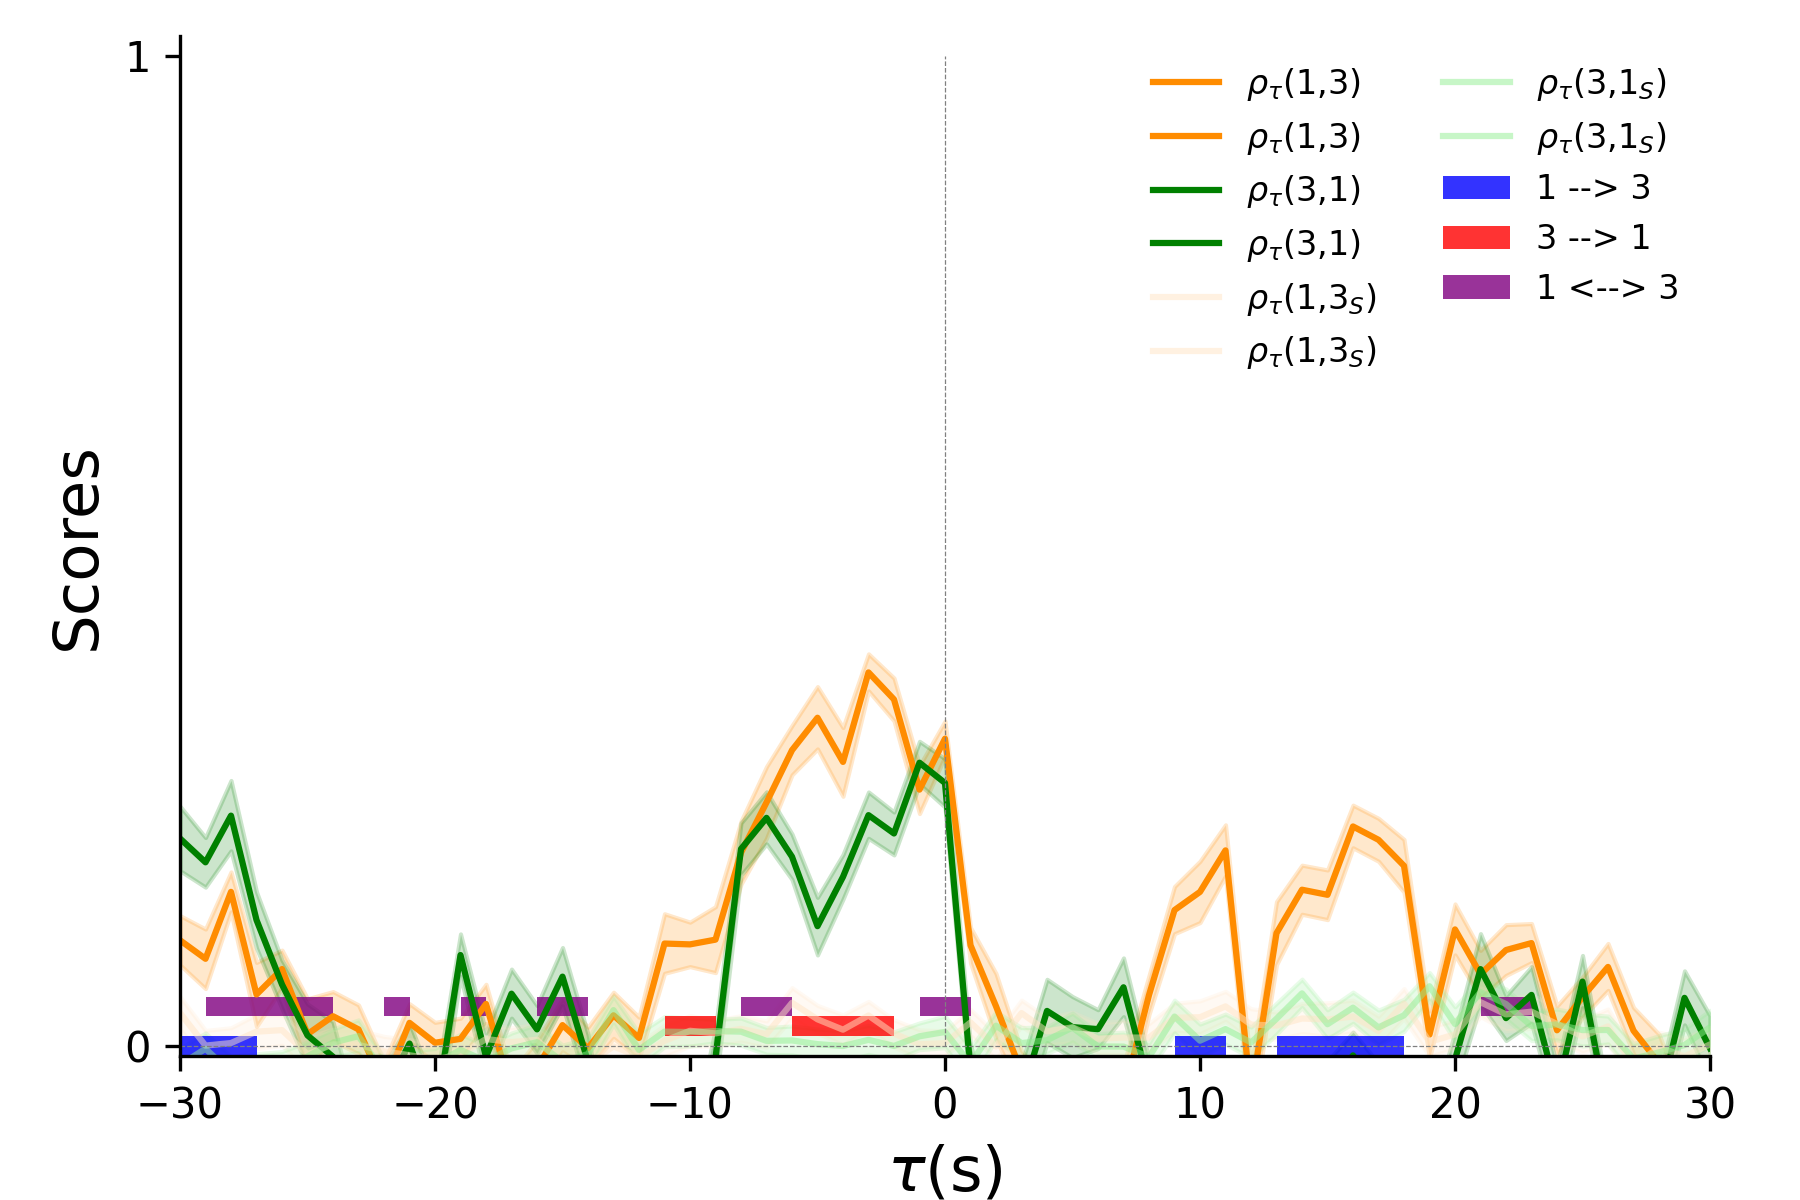 1
ρτ(1,3)
ρτ(1,3)
ρτ(3,1)
ρτ(3,1)
ρτ(1,3S)
ρτ(1,3S)
ρτ(3,1S)
ρτ(3,1S)
1 --> 3
3 --> 1
1 <--> 3
Scores
0
−30 −20 −10 0 10 20 30
τ(s)